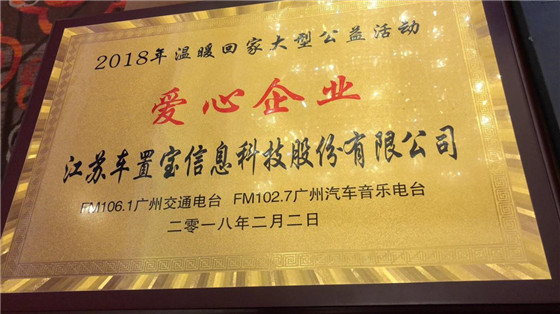 2018年温暖回家大型公益活动
爱心企业
江苏车置宝信息科技股份有限公司
FM106.1广州交通电台 FM102.7广州汽车音乐电台
二零一八年二月二日